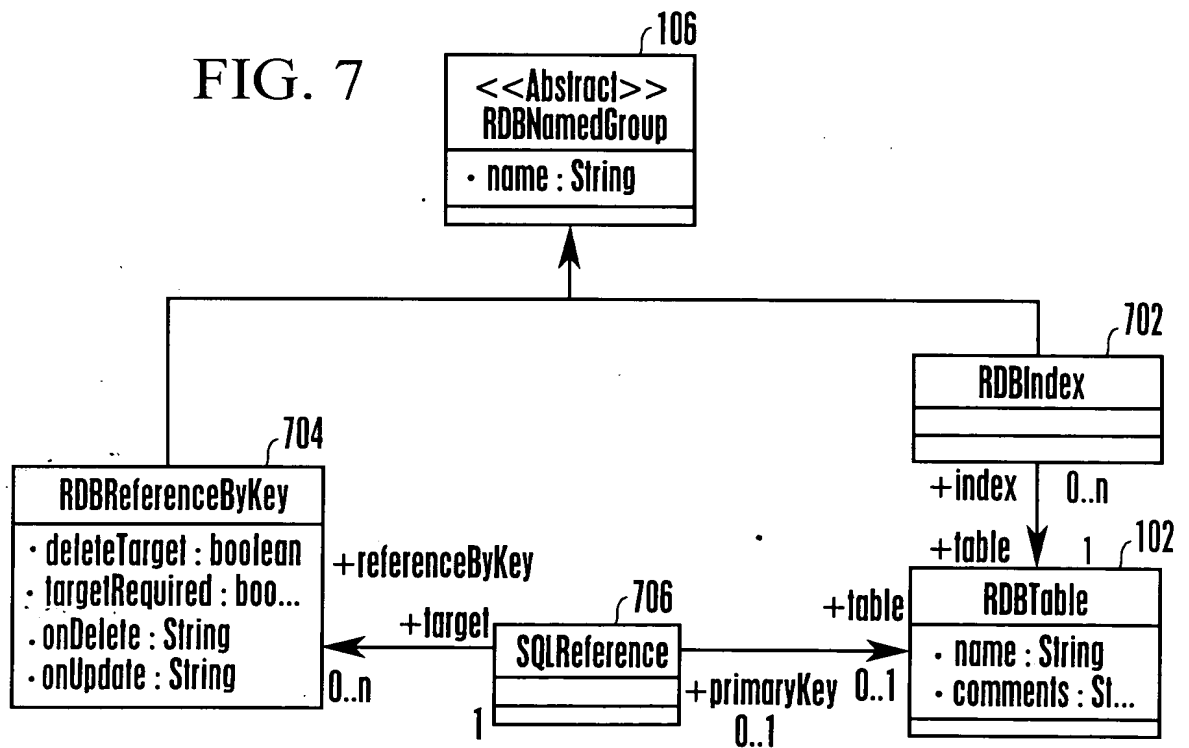 FIG. 7
106
<<Abstract>>
RDBNamedGroup
· name : String
702
RDBIndex
704
RDBReferenceByKey
· deleteTarget : boolean
· targetRequired : boo...
· onDelete : String
· onUpdate : String
+index
0..n
+table
1
102
RDBTable
· name : String
· comments : St...
+referenceByKey
+target
0..n
706
SQLReference
1
+table
0..1
+primaryKey
0..1